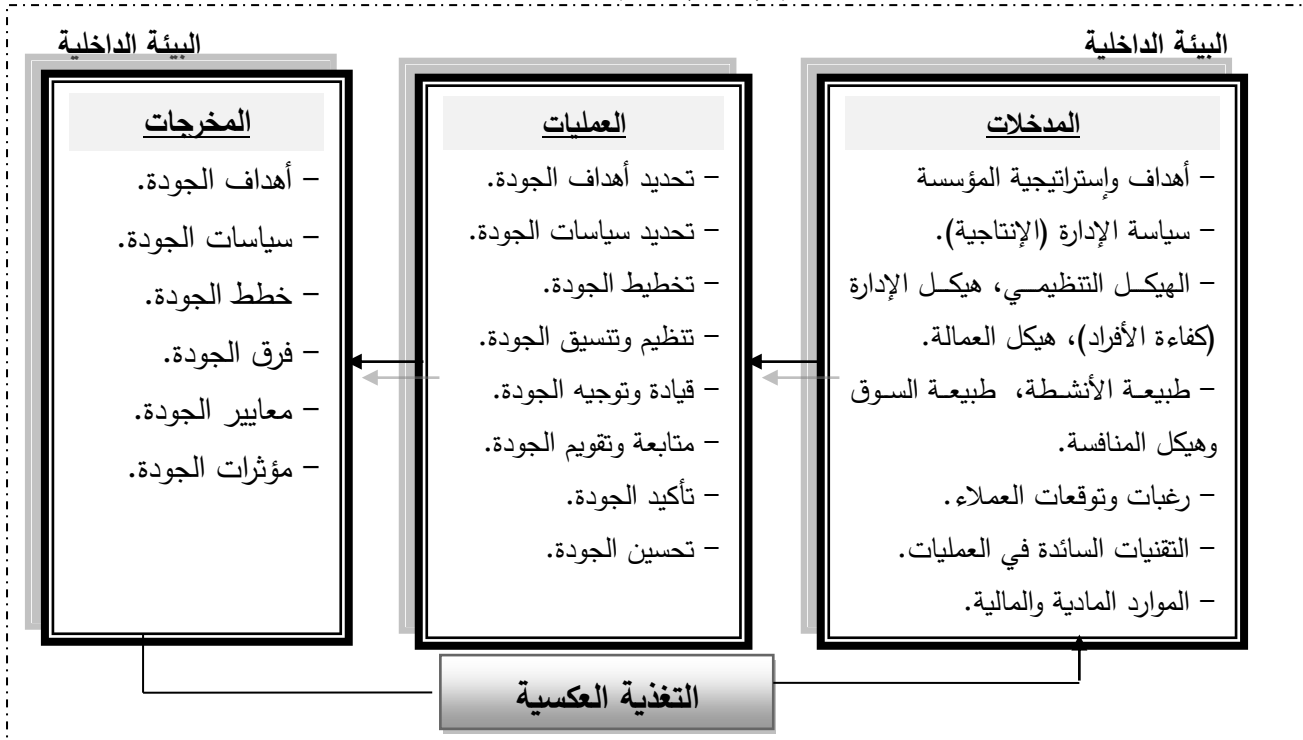 البيئة الداخلية
البيئة الداخلية
المدخلات
– أهداف وإستراتيجية المؤسسة
– سياسة الإدارة (الإنتاجية).
– الهيكل التنظيمي، هيكل الإدارة
(كفاءة الأفراد)، هيكل العمالة.
– طبيعة الأنشطة، طبيعة السوق
وهيكل المنافسة.
– رغبات وتوقعات العملاء.
– التقنيات السائدة في العمليات.
– الموارد المادية والمالية.
العمليات
– تحديد أهداف الجودة.
– تحديد سياسات الجودة.
– تخطيط الجودة.
– تنظيم وتنسيق الجودة.
– قيادة وتوجيه الجودة.
– متابعة وتقويم الجودة.
– تأكيد الجودة.
– تحسين الجودة.
المخرجات
– أهداف الجودة.
– سياسات الجودة.
– خطط الجودة.
– فرق الجودة.
– معايير الجودة.
– مؤثرات الجودة.
التغذية العكسية